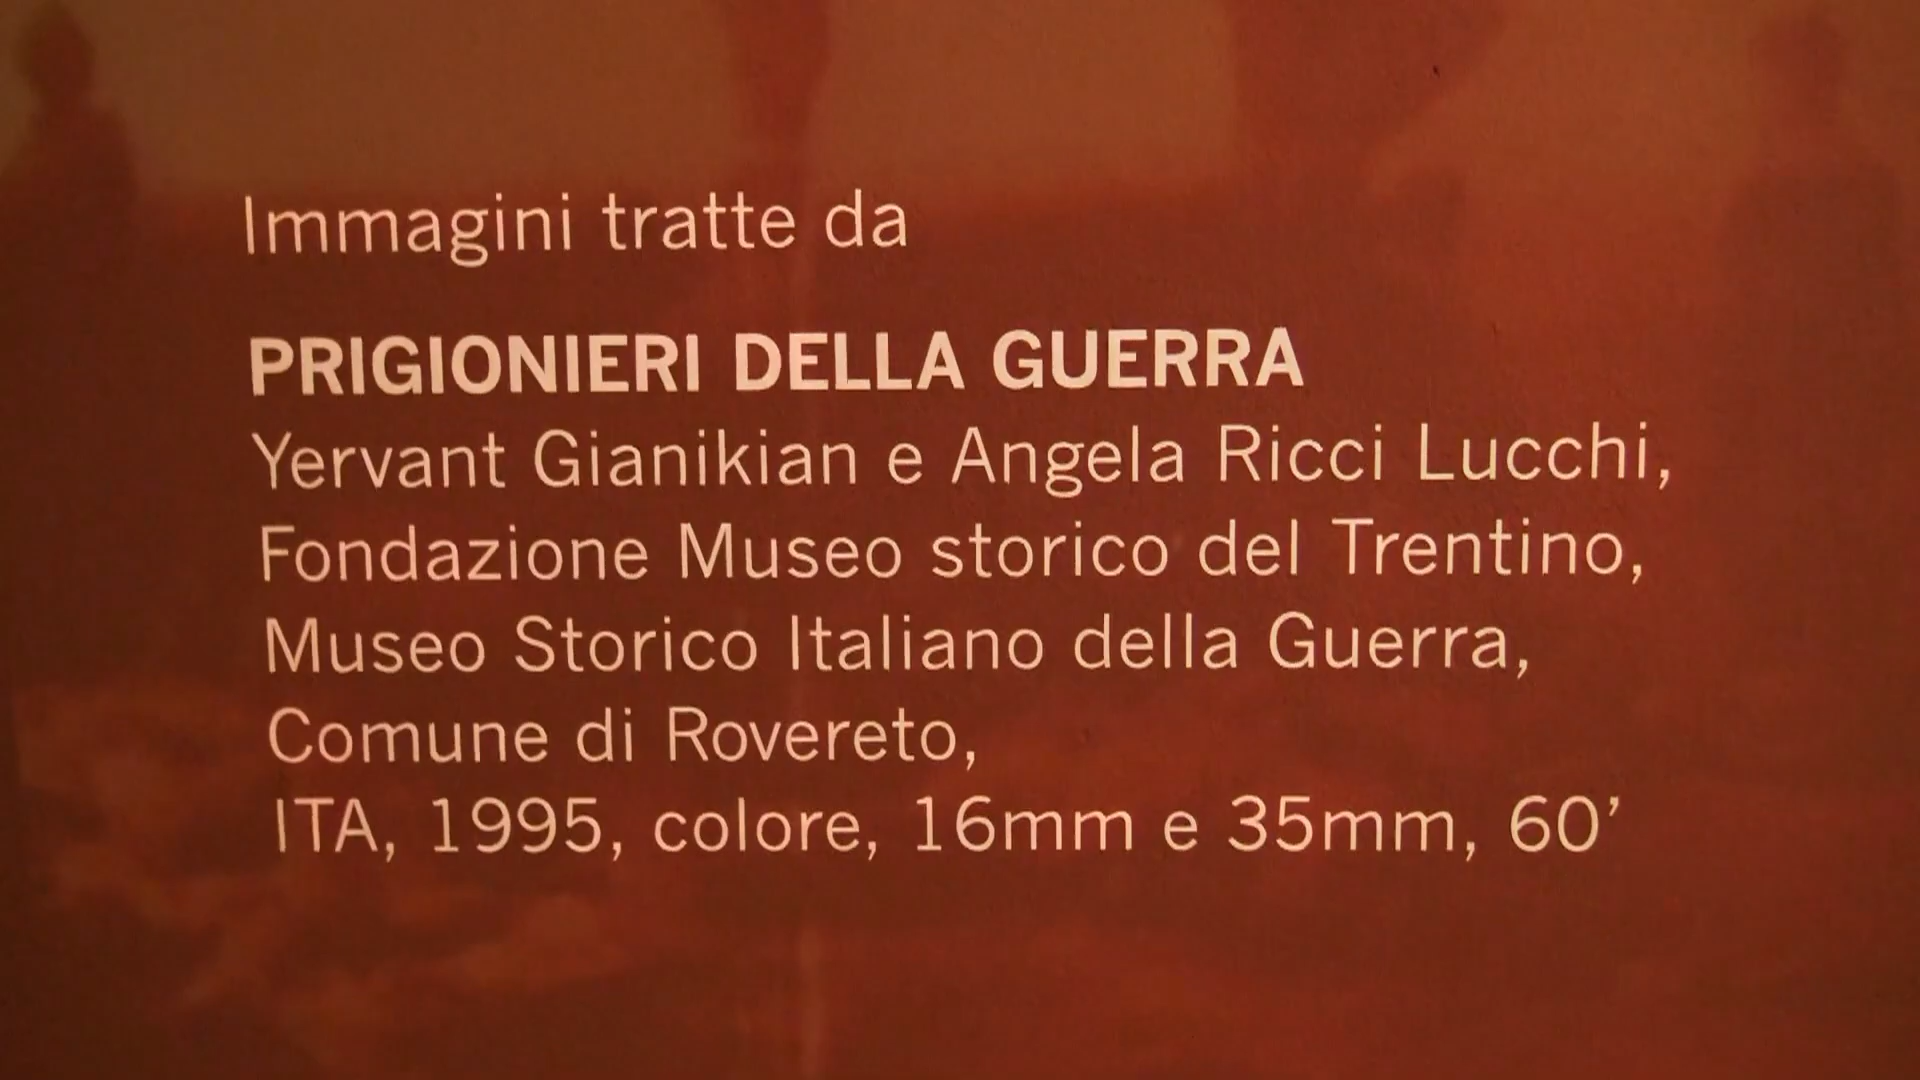 Immagini tratte da
PRIGIONIERI DELLA GUERRA
Yervant Gianikian e Angela Ricci Lucchi,
Fondazione Museo storico del Trentino,
Museo Storico Italiano della Guerra,
Comune di Rovereto,
ITA, 1995, colore, 16mm e 35mm, 60’